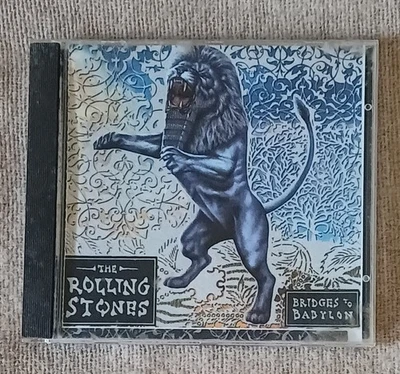 THE
ROLLING
STONES
BRIDGES TO
BABYLON